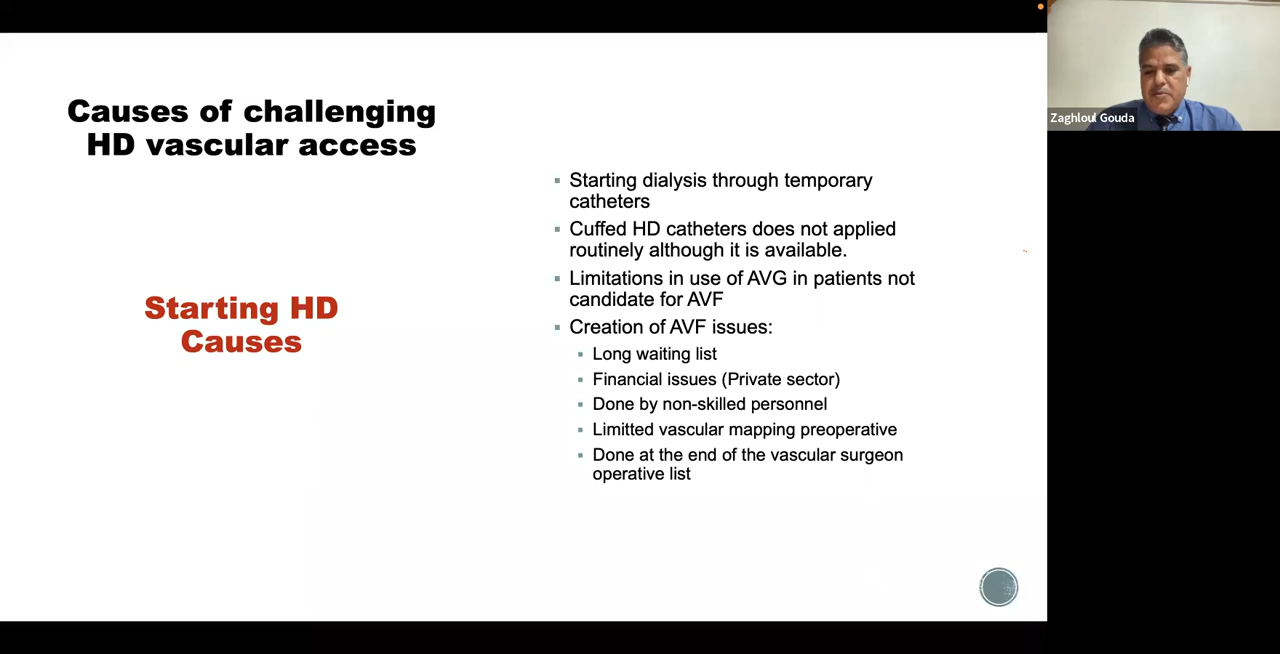 Causes of challenging
HD vascular access
Zaghloul Gouda
Starting HD
Causes
Starting dialysis through temporary
catheters
Cuffed HD catheters does not applied
routinely although it is available.
Limitations in use of AVG in patients not
candidate for AVF
Creation of AVF issues:
Long waiting list
Financial issues (Private sector)
Done by non-skilled personnel
Limitted vascular mapping preoperative
Done at the end of the vascular surgeon
operative list